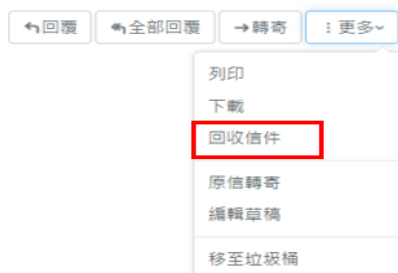 回覆 全部回覆 轉寄 更多
列印
下載
回收信件
原信轉寄
編輯草稿
移至垃圾桶